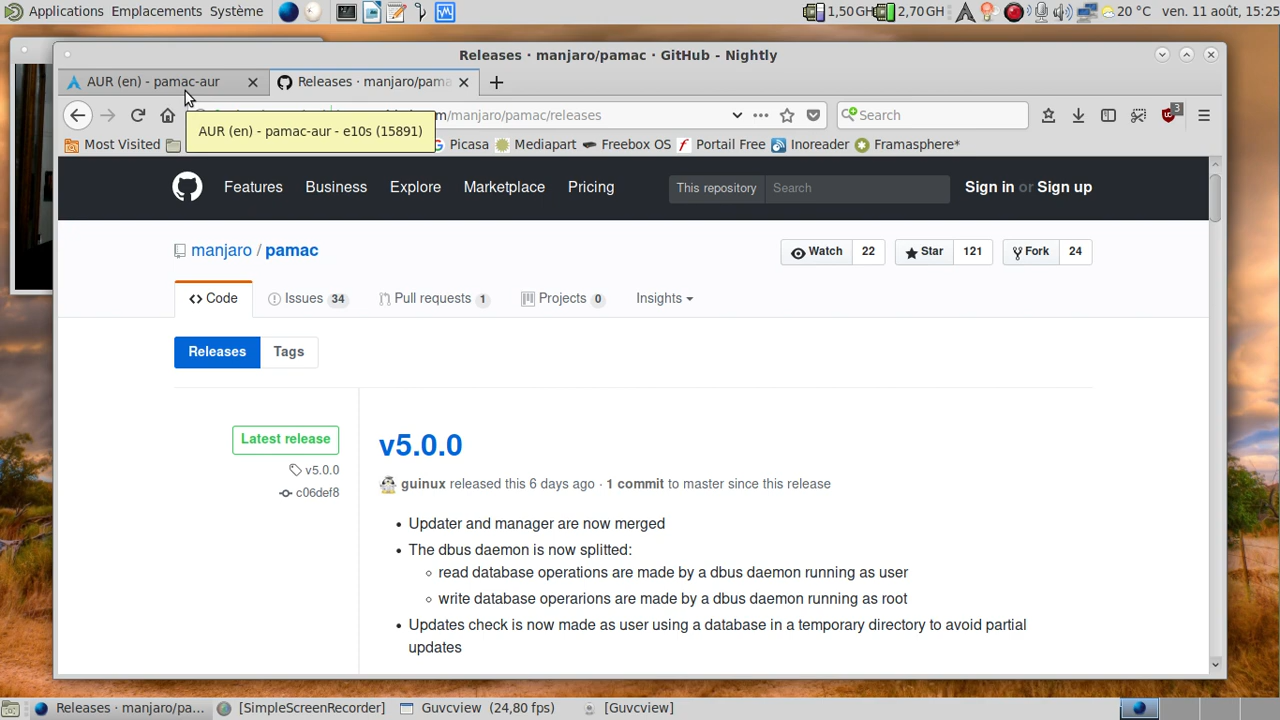 Applications Emplacements Système 1,50 GH 2,70 GH 20 °C ven. 11 août, 15:25
Releases · manjaro/pamac · GitHub - Nightly
AUR (en) - pamac-aur Releases · manjaro/pama
m/manjaro/pamac/releases Search 3
AUR (en) - pamac-aur - e10s (15891)
Most Visited Picasa Mediapart Freebox OS Portail Free Inoreader Framasphere*
Features Business Explore Marketplace Pricing This repository Search Sign in or Sign up
manjaro / pamac Watch 22 Star 121 Fork 24
Code Issues 34 Pull requests 1 Projects 0 Insights
Releases Tags
Latest release
v5.0.0
c06def8
v5.0.0
guinux released this 6 days ago · 1 commit to master since this release
• Updater and manager are now merged
• The dbus daemon is now splitted:
◦ read database operations are made by a dbus daemon running as user
◦ write database operarions are made by a dbus daemon running as root
• Updates check is now made as user using a database in a temporary directory to avoid partial
updates
Releases · manjaro/pa... [SimpleScreenRecorder] Guvcview (24,80 fps) [Guvcview]